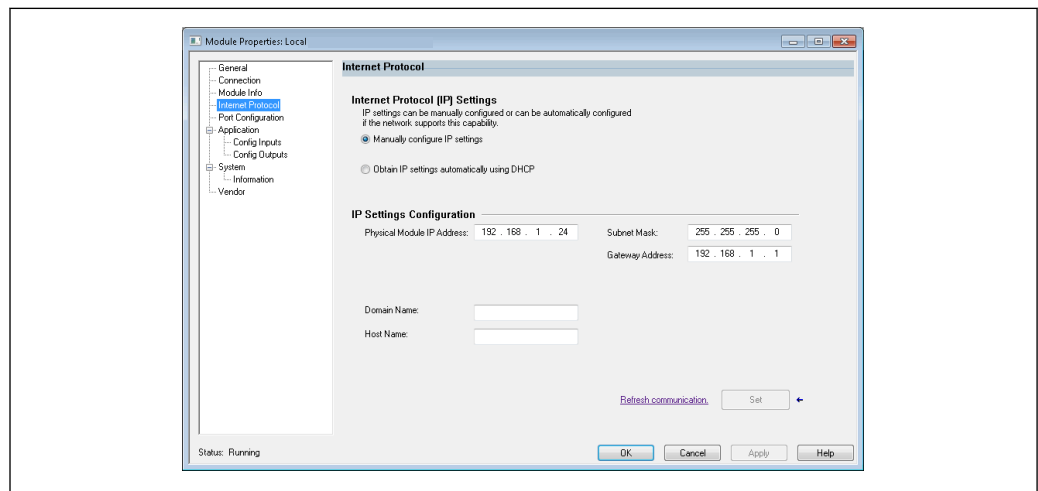 Module Properties: Local
General
Connection
Module Info
Internet Protocol
Port Configuration
Application
Config Inputs
Config Outputs
System
Information
Vendor
Internet Protocol
Internet Protocol (IP) Settings
IP settings can be manually configured or can be automatically configured
if the network supports this capability.
Manually configure IP settings
Obtain IP settings automatically using DHCP
IP Settings Configuration
Physical Module IP Address: 192 . 168 . 1 . 24 Subnet Mask: 255 . 255 . 255 . 0
Gateway Address: 192 . 168 . 1 . 1
Domain Name:
Host Name:
Refresh communication. Set
Status: Running OK Cancel Apply Help